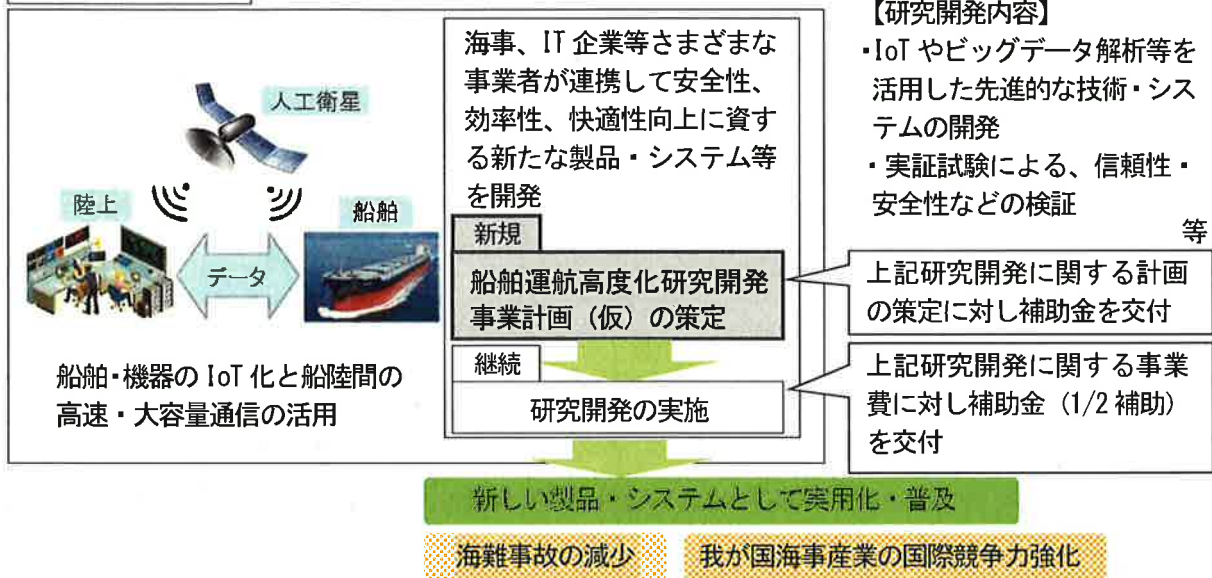 人工衛星
陸上
船舶
データ
船舶・機器の IoT 化と船陸間の
高速・大容量通信の活用
海事、IT 企業等さまざまな
事業者が連携して安全性、
効率性、快適性向上に資す
る新たな製品・システム等
を開発
新規
船舶運航高度化研究開発
事業計画（仮）の策定
継続
研究開発の実施
【研究開発内容】
・IoT やビッグデータ解析等を
活用した先進的な技術・シス
テムの開発
・実証試験による、信頼性・
安全性などの検証
等
上記研究開発に関する計画
の策定に対し補助金を交付
上記研究開発に関する事業
費に対し補助金（1/2 補助）
を交付
新しい製品・システムとして実用化・普及
海難事故の減少
我が国海事産業の国際競争力強化